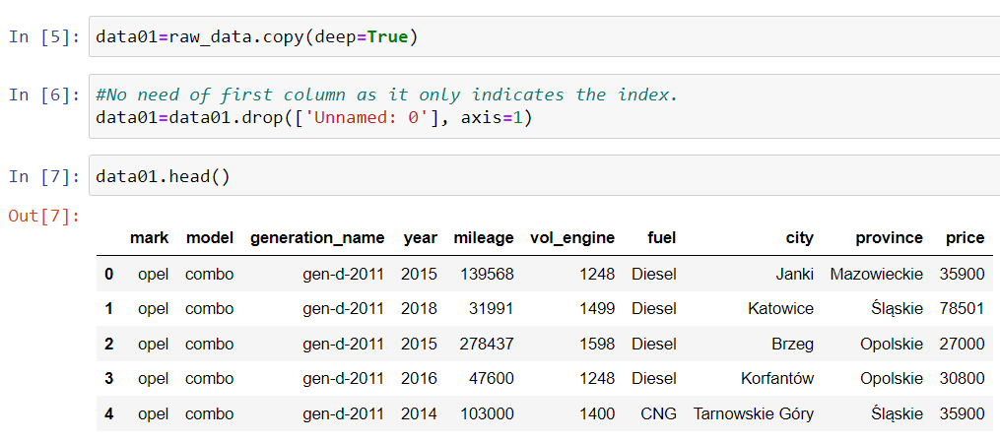 In [5]: data01=raw_data.copy(deep=True)
In [6]: #No need of first column as it only indicates the index.
data01=data01.drop(['Unnamed: 0'], axis=1)
In [7]: data01.head()
Out[7]:
mark model generation_name year mileage vol_engine fuel city province price
0 opel combo gen-d-2011 2015 139568 1248 Diesel Janki Mazowieckie 35900
1 opel combo gen-d-2011 2018 31991 1499 Diesel Katowice Śląskie 78501
2 opel combo gen-d-2011 2015 278437 1598 Diesel Brzeg Opolskie 27000
3 opel combo gen-d-2011 2016 47600 1248 Diesel Korfantów Opolskie 30800
4 opel combo gen-d-2011 2014 103000 1400 CNG Tarnowskie Góry Śląskie 35900